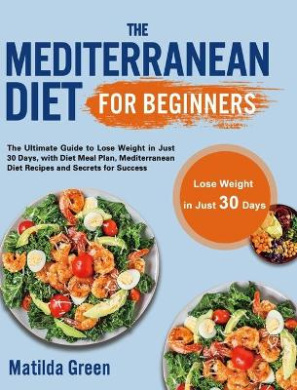 THE
MEDITERRANEAN
DIET FOR BEGINNERS
The Ultimate Guide to Lose Weight in Just
30 Days, with Diet Meal Plan, Mediterranean
Diet Recipes and Secrets for Success
Lose Weight
in Just 30 Days
Matilda Green